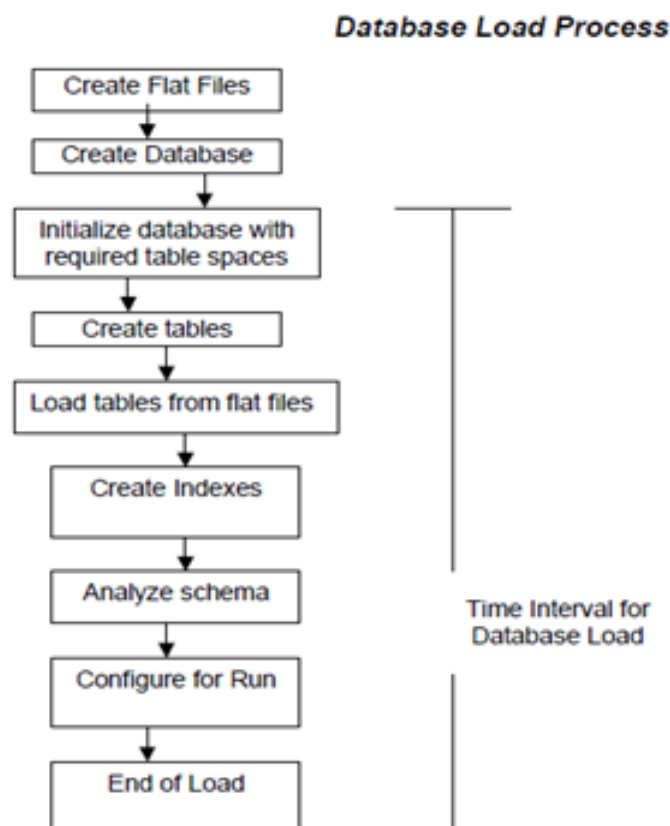 Database Load Process
Create Flat Files
Create Database
Initialize database with
required table spaces
Create tables
Load tables from flat files
Create Indexes
Analyze schema
Configure for Run
End of Load
Time Interval for
Database Load